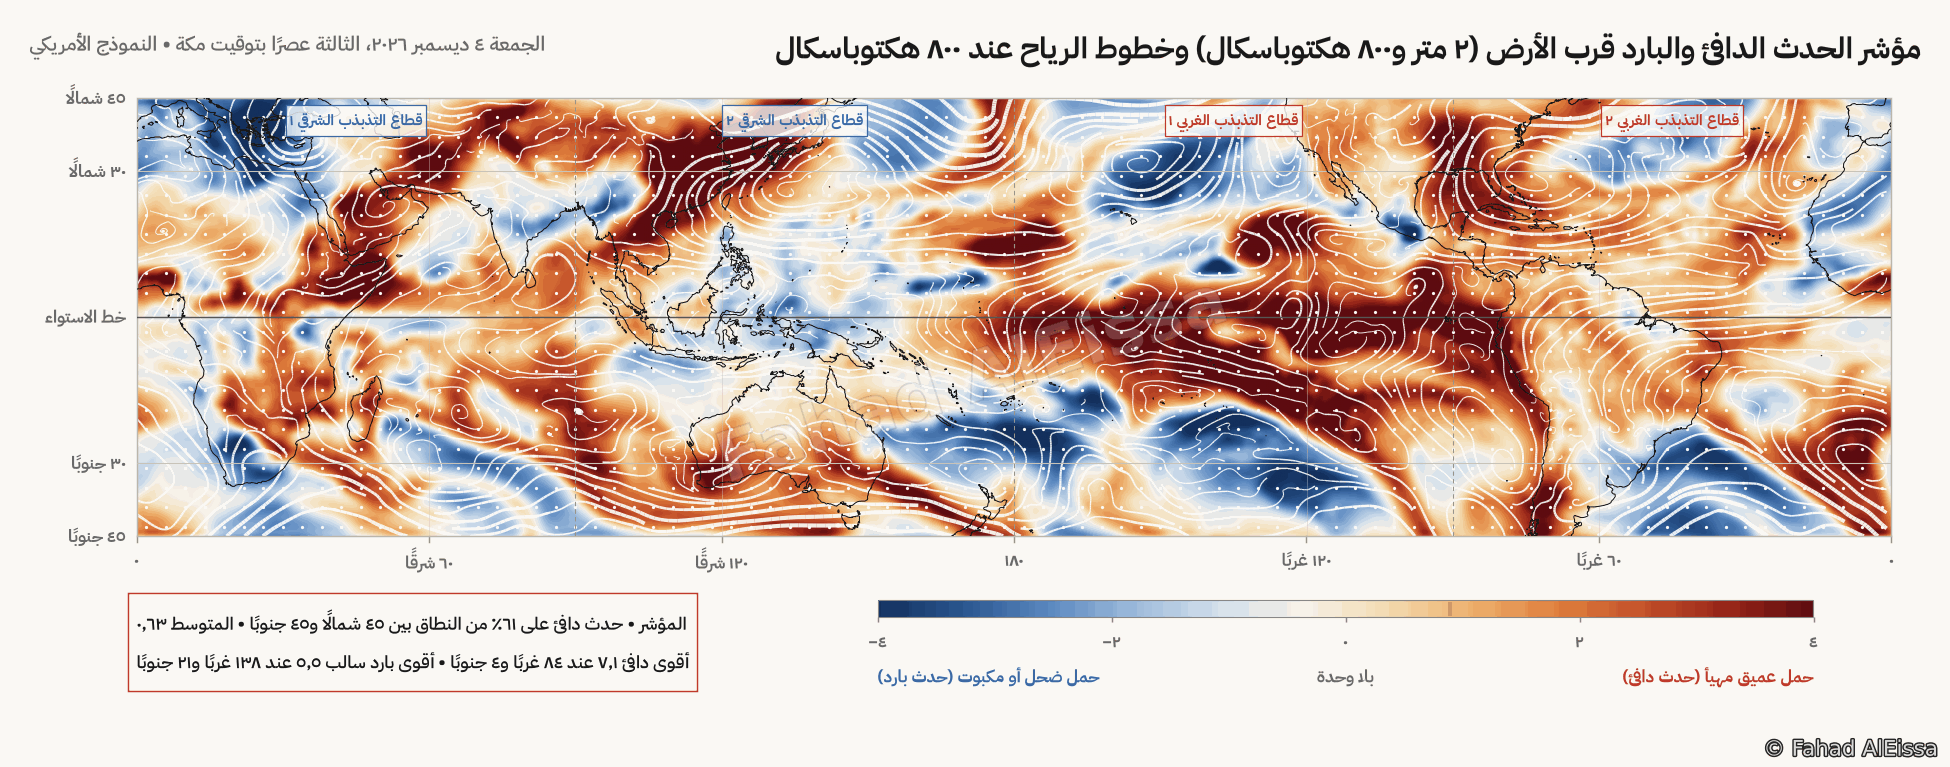 مؤشر الحدث الدافئ والبارد قرب الأرض (٢ متر و٨٠٠ هكتوباسكال) وخطوط الرياح عند ٨٠٠ هكتوباسكال
الجمعة ٤ ديسمبر ٢٠٢٦، الثالثة عصرًا بتوقيت مكة • النموذج الأمريكي
٤٥ شمالًا
٣٠ شمالًا
خط الاستواء
٣٠ جنوبًا
٤٥ جنوبًا
قطاع التذبذب الشرقي ١
قطاع التذبذب الشرقي ٢
قطاع التذبذب الغربي ١
قطاع التذبذب الغربي ٢
Fahad AlEissa
٠
٦٠ شرقًا
١٢٠ شرقًا
١٨٠
١٢٠ غربًا
٦٠ غربًا
٠
المؤشر • حدث دافئ على ٦١٪ من النطاق بين ٤٥ شمالًا و٤٥ جنوبًا • المتوسط ٠,٦٣
أقوى دافئ ٧,١ عند ٨٤ غربًا و٤ جنوبًا • أقوى بارد سالب ٥,٥ عند ١٣٨ غربًا و٢١ جنوبًا
−٤
−٢
٠
٢
٤
حمل عميق مهيأ (حدث دافئ)
بلا وحدة
حمل ضحل أو مكبوت (حدث بارد)
© Fahad AlEissa